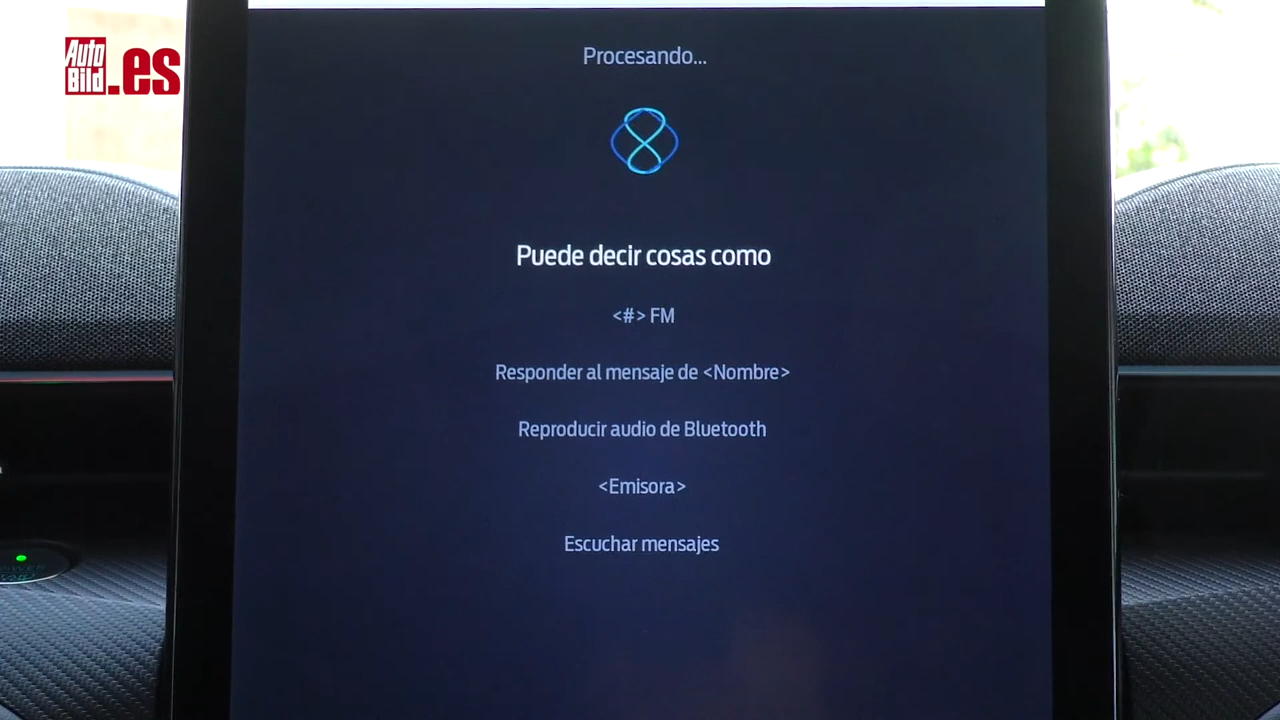 Auto
Bild
.es
Procesando...
Puede decir cosas como
<#> FM
Responder al mensaje de <Nombre>
Reproducir audio de Bluetooth
<Emisora>
Escuchar mensajes